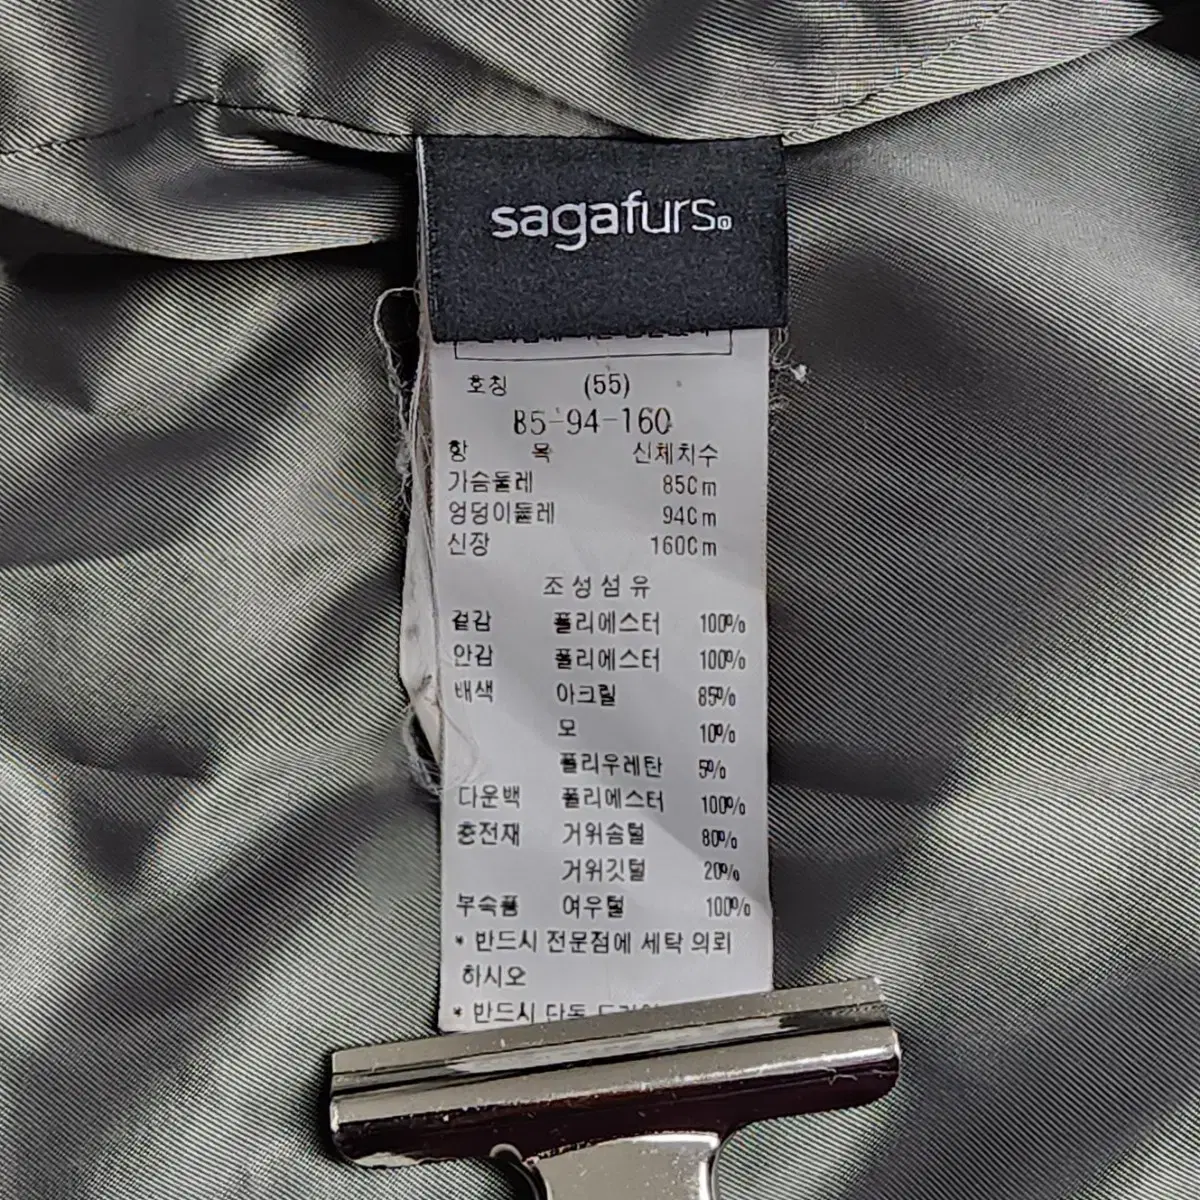 sagafurs®
호칭 (55)
85-94-160
항 목 신체치수
가슴둘레 85Cm
엉덩이둘레 94Cm
신장 160Cm
조성섬유
겉감 폴리에스터 100%
안감 폴리에스터 100%
배색 아크릴 85%
모 10%
폴리우레탄 5%
다운백 폴리에스터 100%
충전재 거위솜털 80%
거위깃털 20%
부속품 여우털 100%
* 반드시 전문점에 세탁 의뢰
하시오
* 반드시 단독